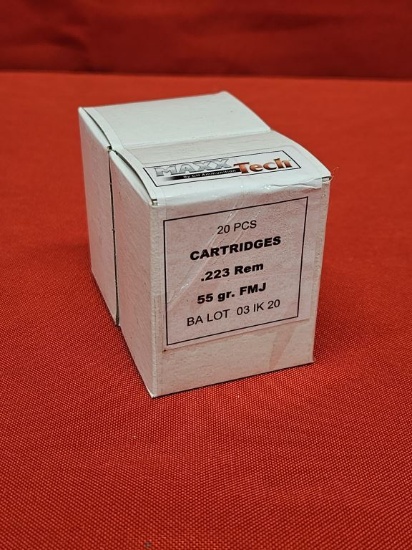 MAXX
Tech
20 PCS
CARTRIDGES
.223 Rem
55 gr. FMJ
BA LOT 03 IK 20